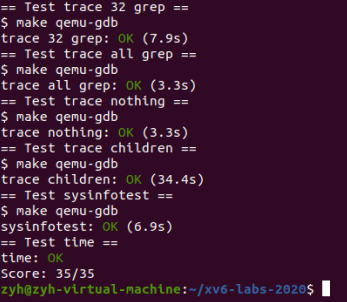 == Test trace 32 grep ==
$ make qemu-gdb
trace 32 grep: OK (7.9s)
== Test trace all grep ==
$ make qemu-gdb
trace all grep: OK (3.3s)
== Test trace nothing ==
$ make qemu-gdb
trace nothing: OK (3.3s)
== Test trace children ==
$ make qemu-gdb
trace children: OK (34.4s)
== Test sysinfotest ==
$ make qemu-gdb
sysinfotest: OK (6.9s)
== Test time ==
time: OK
Score: 35/35
zyh@zyh-virtual-machine:~/xv6-labs-2020$